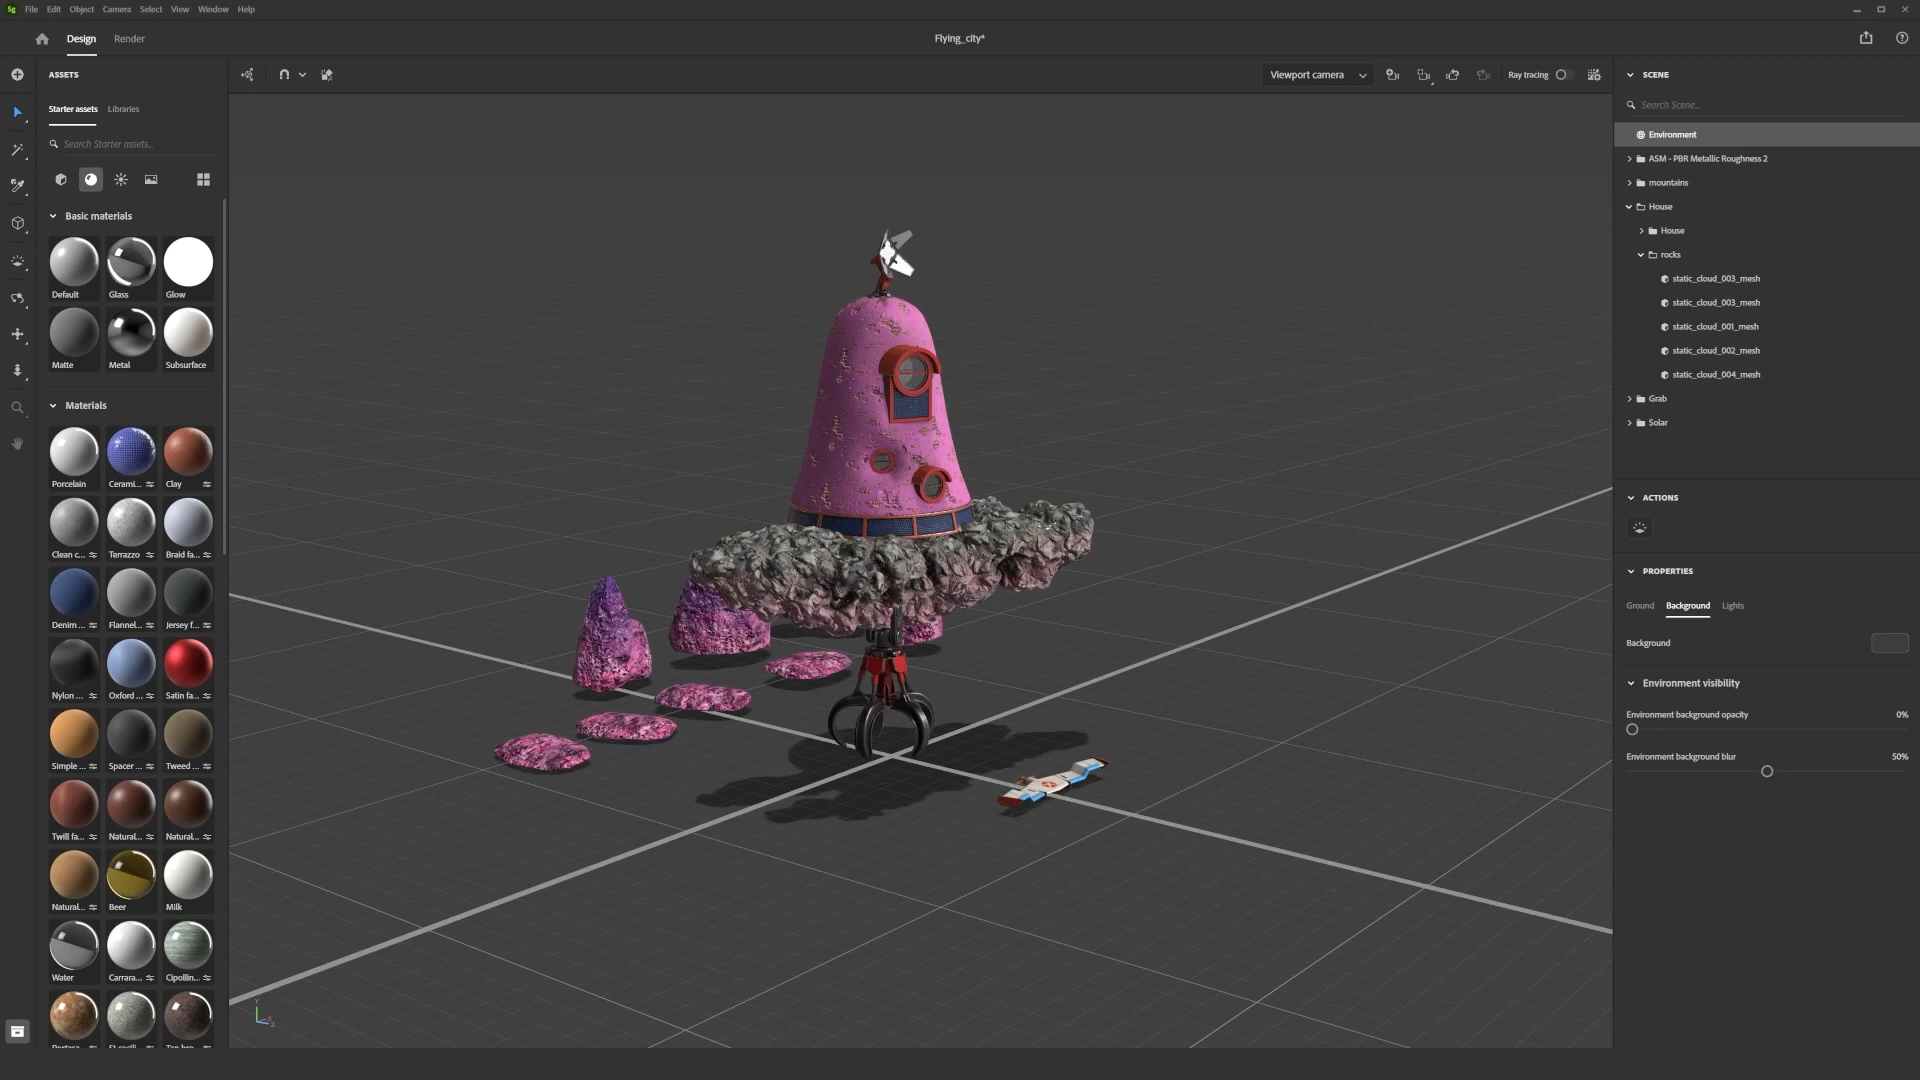 Sg File Edit Object Camera Select View Window Help
Design Render
Flying_city*
ASSETS
Starter assets Libraries
Search Starter assets...
Basic materials
Default Glass Glow
Matte Metal Subsurface
Materials
Porcelain Cerami... Clay
Clean c... Terrazzo Braid fa...
Denim ... Flannel... Jersey f...
Nylon ... Oxford ... Satin fa...
Simple ... Spacer ... Tweed ...
Twill fa... Natural... Natural...
Natural... Beer Milk
Water Carrara... Cipollin...
Viewport camera
Ray tracing
Y
X
Z
SCENE
Search Scene...
Environment
ASM - PBR Metallic Roughness 2
mountains
House
House
rocks
static_cloud_003_mesh
static_cloud_003_mesh
static_cloud_001_mesh
static_cloud_002_mesh
static_cloud_004_mesh
Grab
Solar
ACTIONS
PROPERTIES
Ground Background Lights
Background
Environment visibility
Environment background opacity 0%
Environment background blur 50%